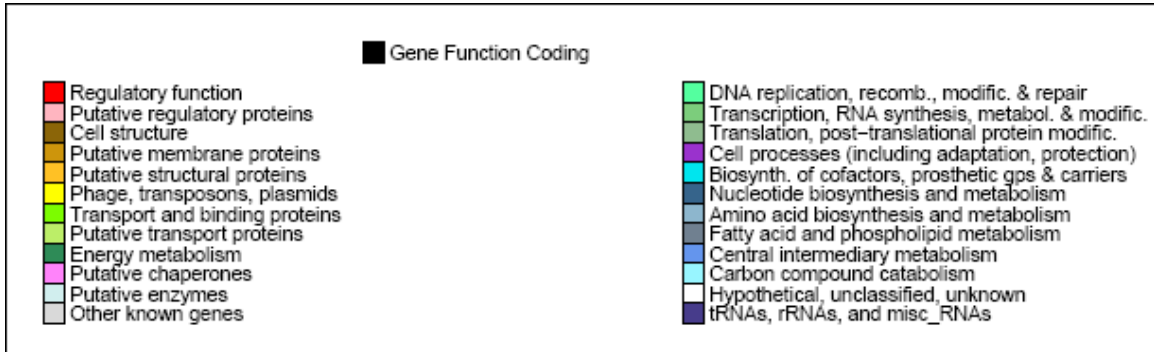 Gene Function Coding
Regulatory function
Putative regulatory proteins
Cell structure
Putative membrane proteins
Putative structural proteins
Phage, transposons, plasmids
Transport and binding proteins
Putative transport proteins
Energy metabolism
Putative chaperones
Putative enzymes
Other known genes
DNA replication, recomb., modific. & repair
Transcription, RNA synthesis, metabol. & modific.
Translation, post−translational protein modific.
Cell processes (including adaptation, protection)
Biosynth. of cofactors, prosthetic gps & carriers
Nucleotide biosynthesis and metabolism
Amino acid biosynthesis and metabolism
Fatty acid and phospholipid metabolism
Central intermediary metabolism
Carbon compound catabolism
Hypothetical, unclassified, unknown
tRNAs, rRNAs, and misc_RNAs